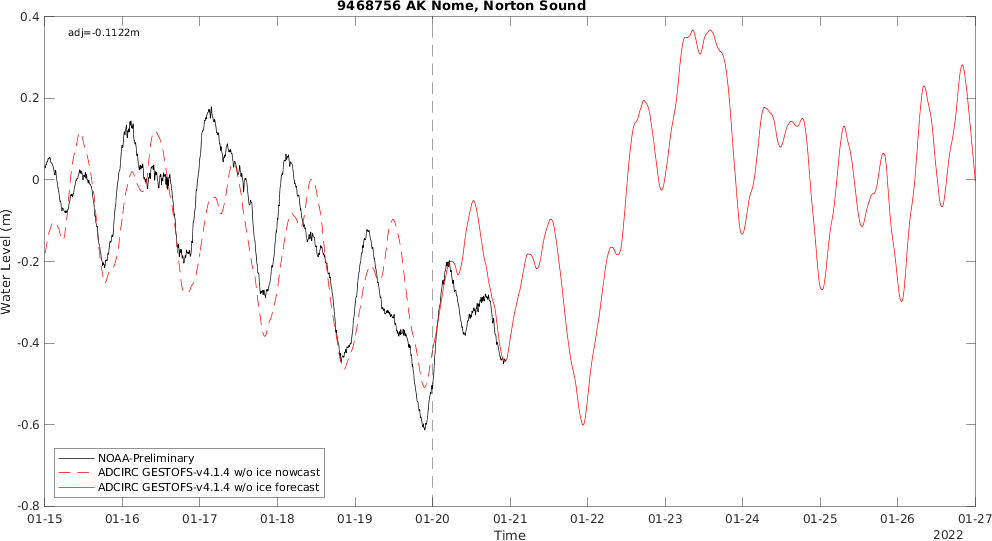 9468756 AK Nome, Norton Sound
adj=-0.1122m
0.4
0.2
0
-0.2
-0.4
-0.6
-0.8
Water Level (m)
NOAA-Preliminary
ADCIRC GESTOFS-v4.1.4 w/o ice nowcast
ADCIRC GESTOFS-v4.1.4 w/o ice forecast
01-15 01-16 01-17 01-18 01-19 01-20 01-21 01-22 01-23 01-24 01-25 01-26 01-27
Time
2022